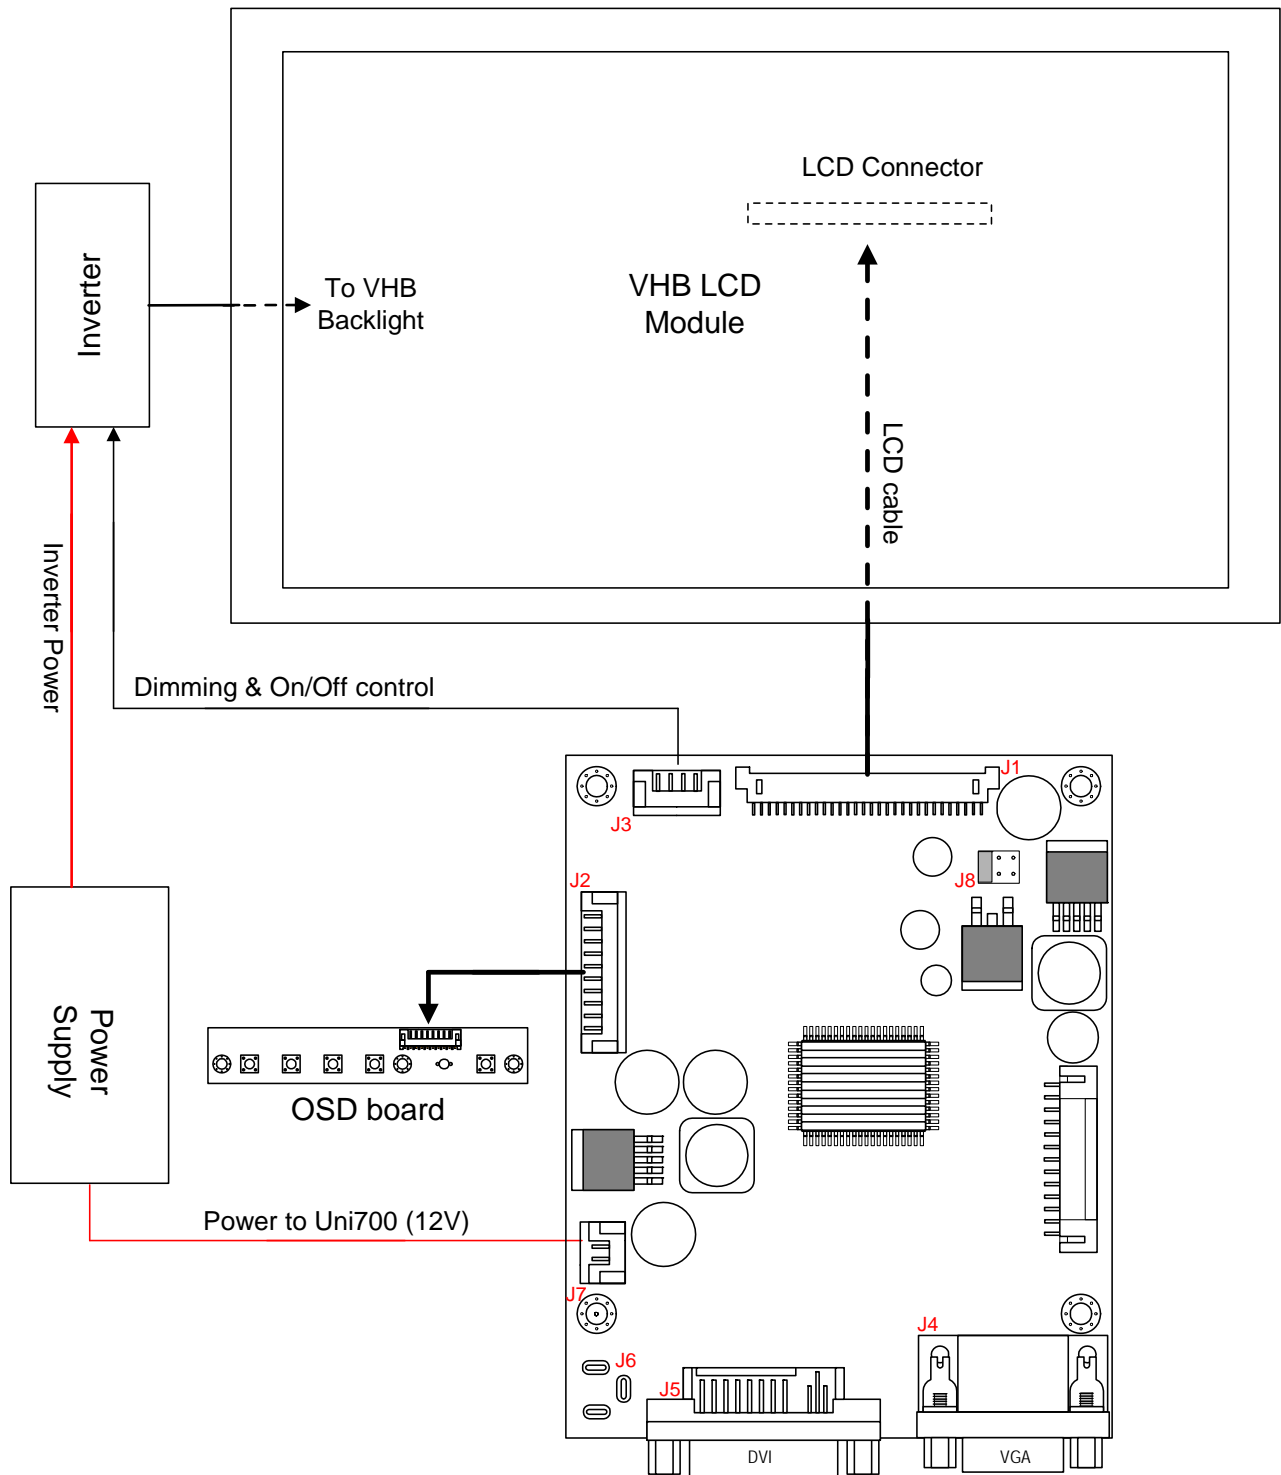 LCD Connector
To VHB
Backlight
VHB LCD
Module
Inverter
LCD cable
Inverter Power
Dimming & On/Off control
J1
J3
J8
J2
Power
Supply
OSD board
Power to Uni700 (12V)
J7
J4
J6
J5
DVI
VGA